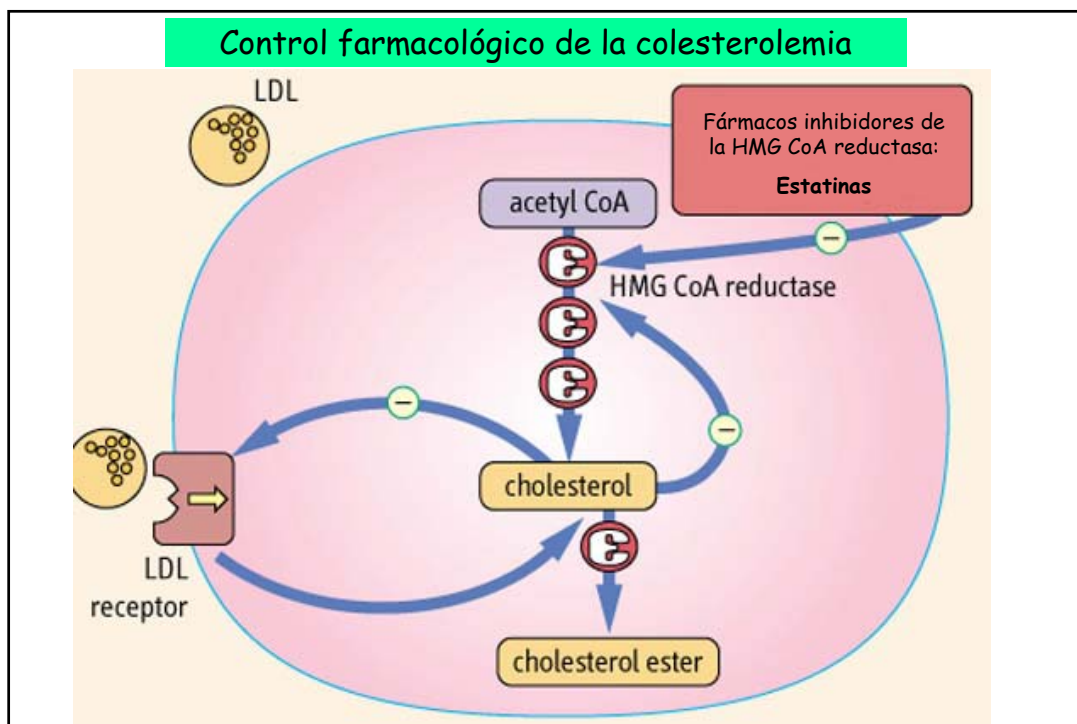 Control farmacológico de la colesterolemia
LDL
Fármacos inhibidores de
la HMG CoA reductasa:
Estatinas
acetyl CoA
−
HMG CoA reductase
−
−
cholesterol
LDL
receptor
cholesterol ester